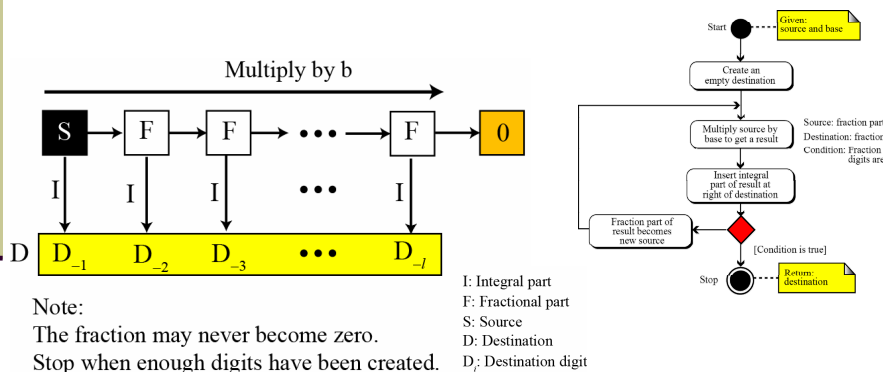 Multiply by b
S F F ••• F 0
I I I ••• I
D D−1 D−2 D−3 ••• D−l
Note:
The fraction may never become zero.
Stop when enough digits have been created.
I: Integral part
F: Fractional part
S: Source
D: Destination
Di: Destination digit
Start
Given:
source and base
Create an
empty destination
Multiply source by
base to get a result
Source: fraction part
Destination: fraction
Condition: Fraction
digits are
Insert integral
part of result at
right of destination
Fraction part of
result becomes
new source
[Condition is true]
Stop
Return:
destination